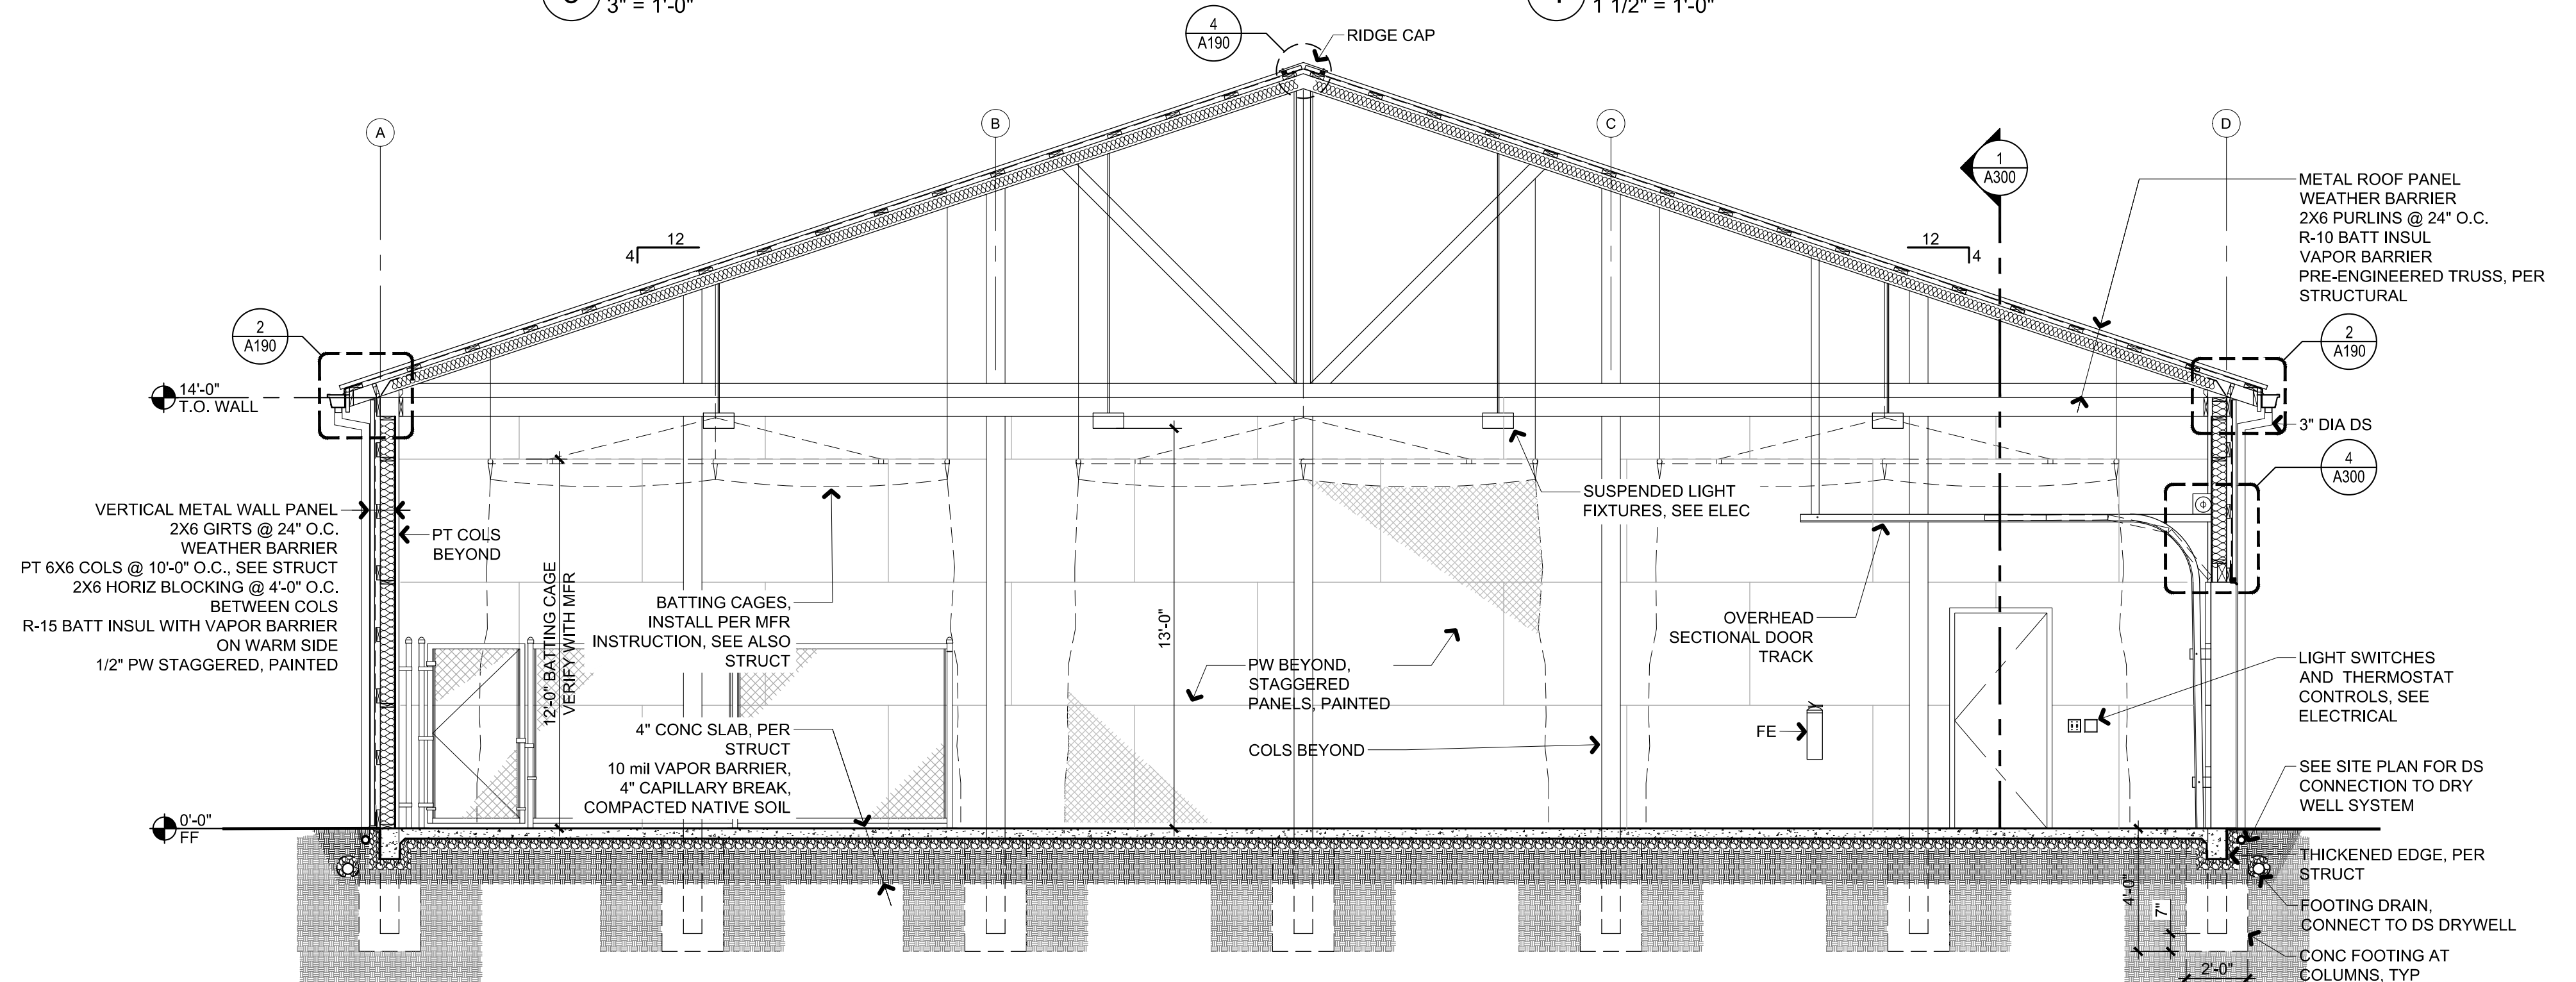 3" = 1'-0"
1 1/2" = 1'-0"
4
A190
RIDGE CAP
A
B
C
D
1
A300
METAL ROOF PANEL
WEATHER BARRIER
2X6 PURLINS @ 24" O.C.
R-10 BATT INSUL
VAPOR BARRIER
PRE-ENGINEERED TRUSS, PER
STRUCTURAL
12
4
12
4
2
A190
2
A190
14'-0"
T.O. WALL
3" DIA DS
4
A300
VERTICAL METAL WALL PANEL
2X6 GIRTS @ 24" O.C.
WEATHER BARRIER
PT 6X6 COLS @ 10'-0" O.C., SEE STRUCT
2X6 HORIZ BLOCKING @ 4'-0" O.C.
BETWEEN COLS
R-15 BATT INSUL WITH VAPOR BARRIER
ON WARM SIDE
1/2" PW STAGGERED, PAINTED
PT COLS
BEYOND
12'-0" BATTING CAGE
VERIFY WITH MFR
BATTING CAGES,
INSTALL PER MFR
INSTRUCTION, SEE ALSO
STRUCT
4" CONC SLAB, PER
STRUCT
10 mil VAPOR BARRIER,
4" CAPILLARY BREAK,
COMPACTED NATIVE SOIL
13'-0"
SUSPENDED LIGHT
FIXTURES, SEE ELEC
PW BEYOND,
STAGGERED
PANELS, PAINTED
COLS BEYOND
OVERHEAD
SECTIONAL DOOR
TRACK
FE
LIGHT SWITCHES
AND THERMOSTAT
CONTROLS, SEE
ELECTRICAL
SEE SITE PLAN FOR DS
CONNECTION TO DRY
WELL SYSTEM
0'-0"
FF
THICKENED EDGE, PER
STRUCT
FOOTING DRAIN,
CONNECT TO DS DRYWELL
CONC FOOTING AT
COLUMNS, TYP
4'-0"
7"
2'-0"